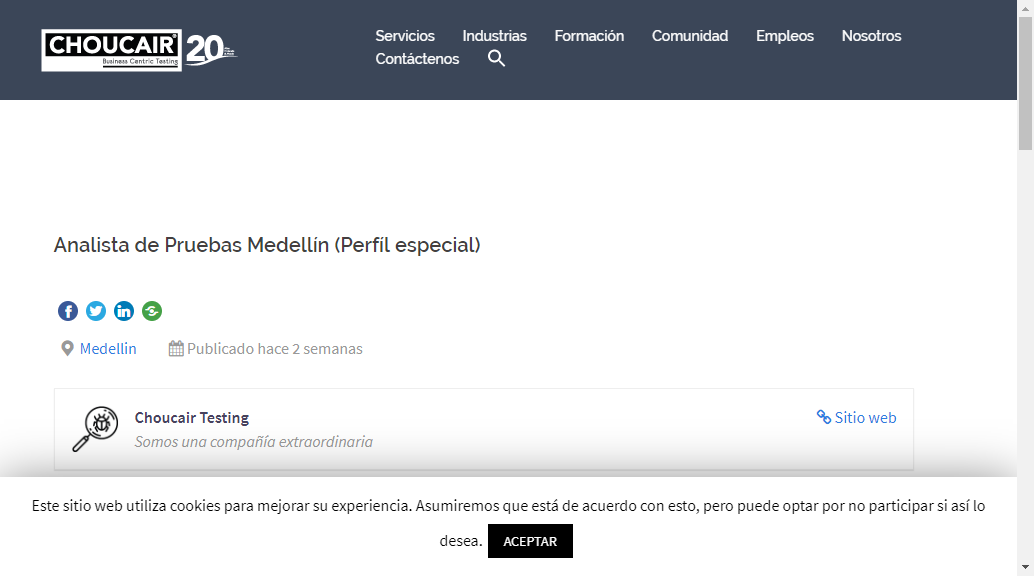 CHOUCAIR®
Business Centric Testing
20
Servicios Industrias Formación Comunidad Empleos Nosotros
Contáctenos
Analista de Pruebas Medellín (Perfíl especial)
Medellin Publicado hace 2 semanas
Choucair Testing
Sitio web
Somos una compañía extraordinaria
Este sitio web utiliza cookies para mejorar su experiencia. Asumiremos que está de acuerdo con esto, pero puede optar por no participar si así lo
desea. ACEPTAR